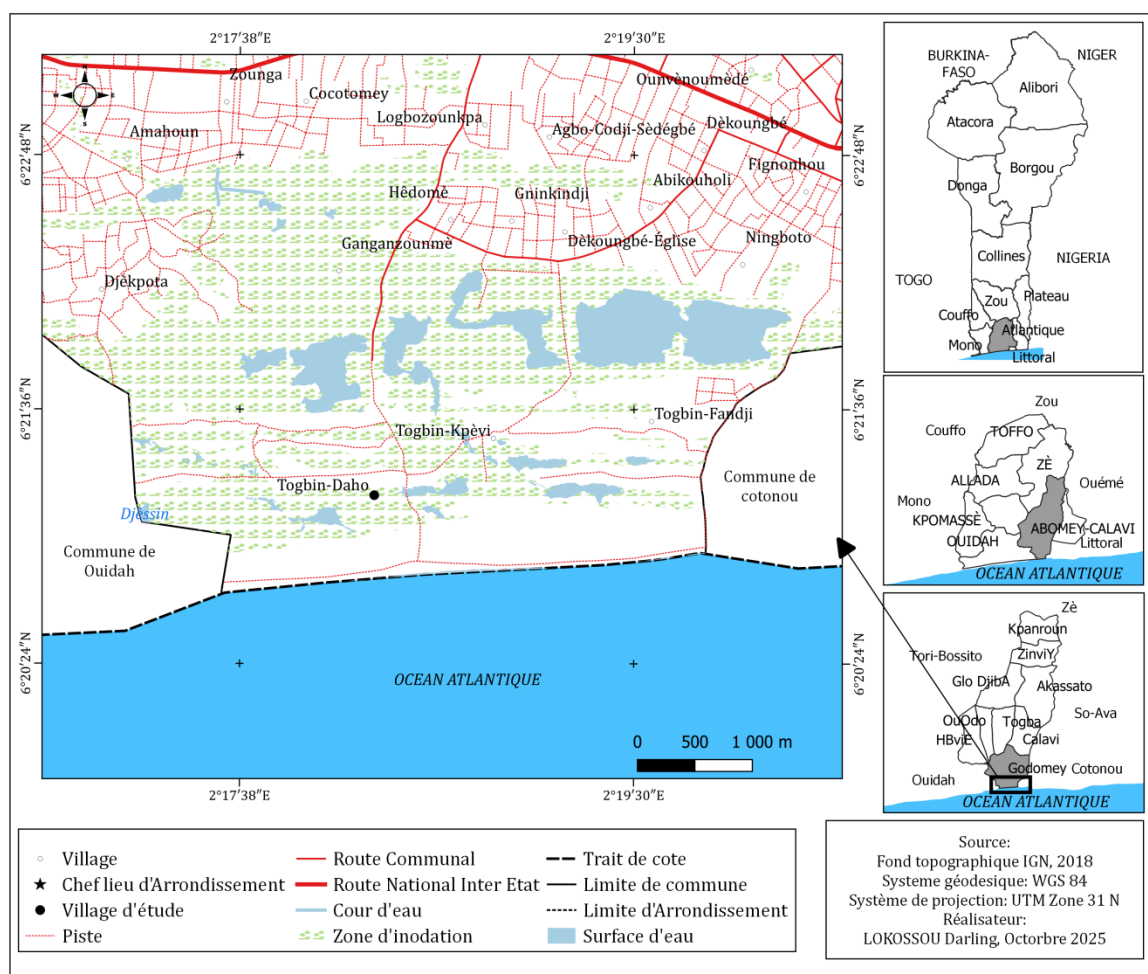 2°17'38"E
2°19'30"E
6°22'48"N
6°21'36"N
6°20'24"N
6°22'48"N
6°21'36"N
6°20'24"N
2°17'38"E
2°19'30"E
N
W
E
S
Zounga
Cocotomey
Ounvènoumèdé
Amahoun
Logbozounkpa
Agbo-Codji-Sèdégbé
Dèkoungbé
Fignonhou
Abikouholi
Hêdomè
Gninkindji
Ganganzounmè
Dèkoungbé-Église
Ningboto
Djèkpota
Togbin-Fandji
Togbin-Kpèvi
Togbin-Daho
Commune de
cotonou
Djèssin
Commune de
Ouidah
OCEAN ATLANTIQUE
0 500 1 000 m
BURKINA-
FASO
NIGER
Alibori
Atacora
Borgou
Donga
Collines
NIGERIA
TOGO
Zou
Plateau
Couffo
Atlantique
Mono
Littoral
Zou
Couffo
TOFFO
ZÈ
ALLADA
Ouémé
Mono
KPOMASSÈ
ABOMEY-CALAVI
OUIDAH
Littoral
OCEAN ATLANTIQUE
Zè
Kpanroun
ZinviY
Tori-Bossito
Glo DjibA
Akassato
So-Ava
OuOdo
Togba
HBviE
Calavi
Godomey
Cotonou
Ouidah
OCEAN ATLANTIQUE
Village
Chef lieu d'Arrondissement
Village d'étude
Piste
Route Communal
Route National Inter Etat
Cour d'eau
Zone d'inodation
Trait de cote
Limite de commune
Limite d'Arrondissement
Surface d'eau
Source:
Fond topographique IGN, 2018
Systeme géodesique: WGS 84
Système de projection: UTM Zone 31 N
Réalisateur:
LOKOSSOU Darling, Octorbre 2025